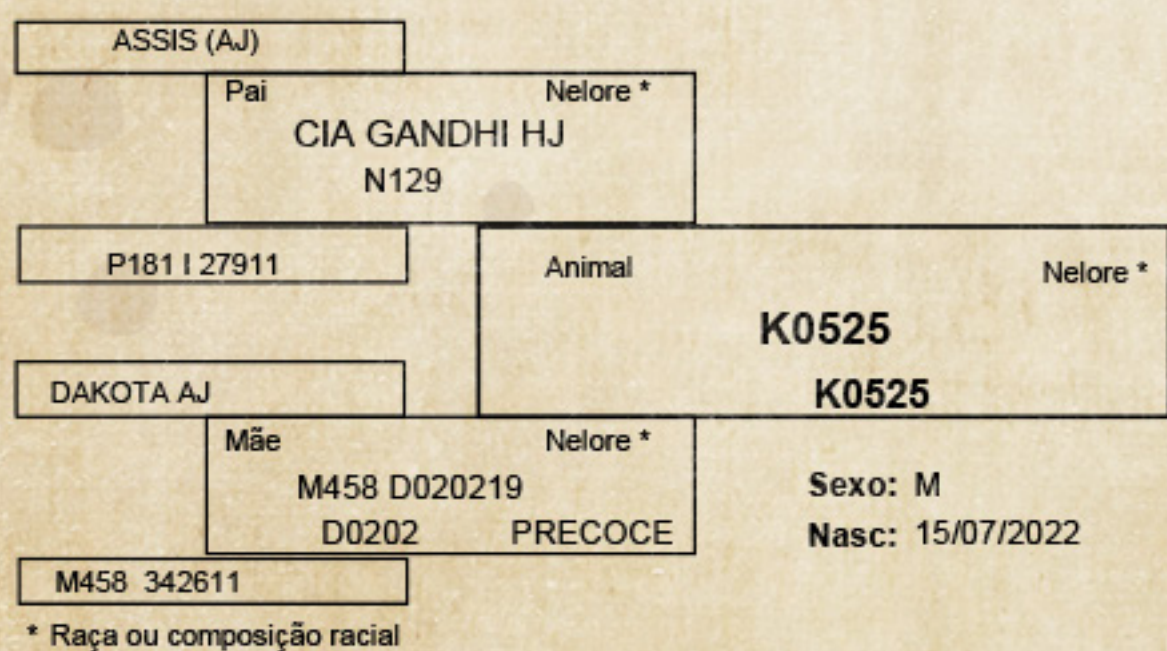 ASSIS (AJ)
Pai Nelore *
CIA GANDHI HJ
N129
P181 I 27911
Animal Nelore *
K0525
K0525
DAKOTA AJ
Mãe Nelore *
M458 D020219
D0202 PRECOCE
Sexo: M
Nasc: 15/07/2022
M458 342611
* Raça ou composição racial